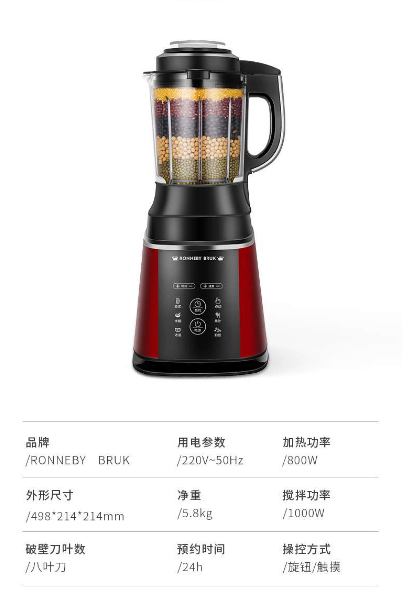 RONNEBY BRUK
品牌 用电参数 加热功率
/RONNEBY BRUK /220V~50Hz /800W
外形尺寸 净重 搅拌功率
/498*214*214mm /5.8kg /1000W
破壁刀叶数 预约时间 操控方式
/八叶刀 /24h /旋钮/触摸